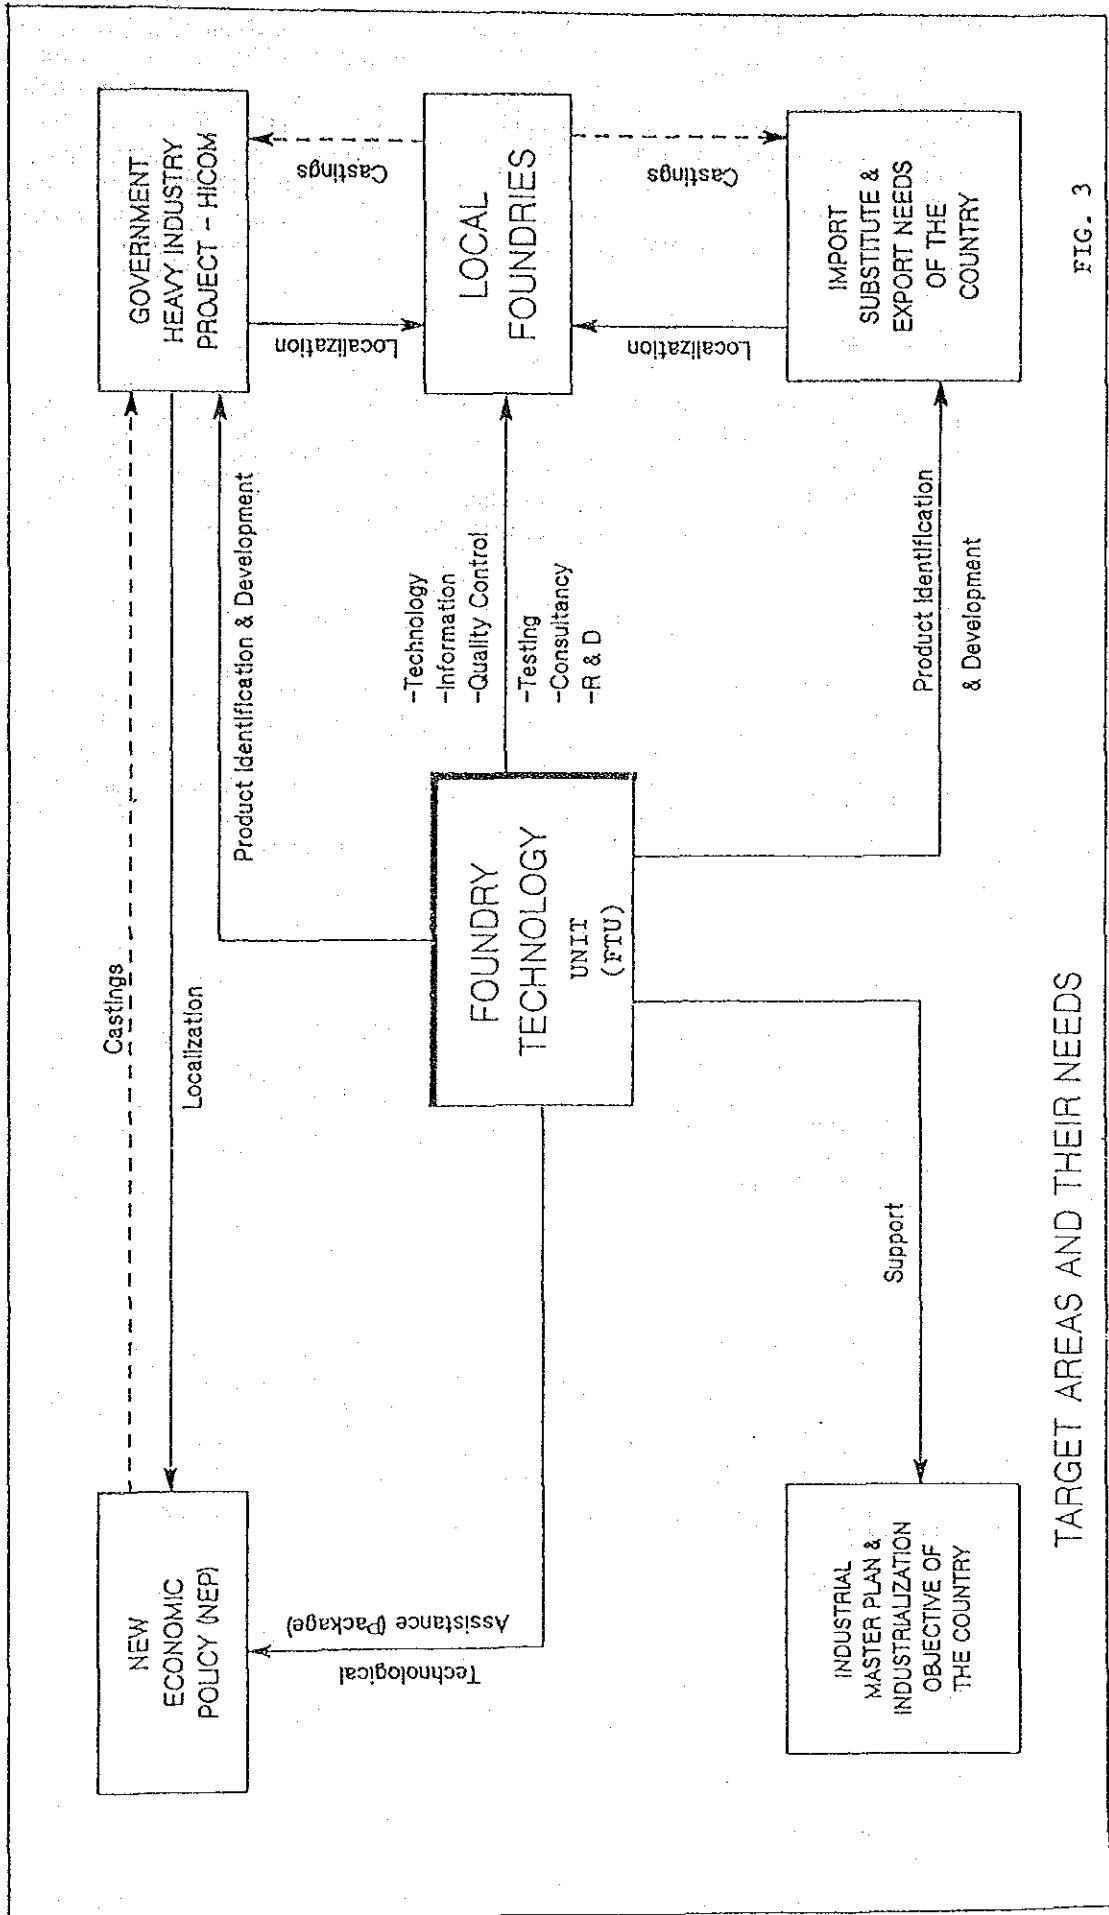 NEW
ECONOMIC
POLICY (NEP)
Castings
Localization
GOVERNMENT
HEAVY INDUSTRY
PROJECT - HICOM
Technological
Assistance (Package)
Product Identification & Development
Castings
Localization
FOUNDRY
TECHNOLOGY
UNIT
(FTU)
-Technology
-Information
-Quality Control
-Testing
-Consultancy
-R & D
LOCAL
FOUNDRIES
Localization
Castings
Support
Product Identification
& Development
INDUSTRIAL
MASTER PLAN &
INDUSTRIALIZATION
OBJECTIVE OF
THE COUNTRY
IMPORT
SUBSTITUTE &
EXPORT NEEDS
OF THE
COUNTRY
TARGET AREAS AND THEIR NEEDS
FIG. 3